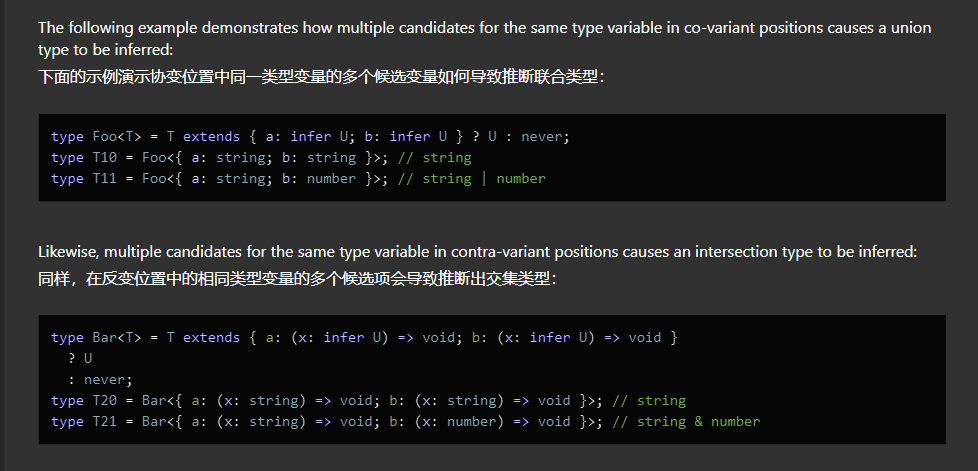 The following example demonstrates how multiple candidates for the same type variable in co-variant positions causes a union
type to be inferred:
下面的示例演示协变位置中同一类型变量的多个候选变量如何导致推断联合类型：
type Foo<T> = T extends { a: infer U; b: infer U } ? U : never;
type T10 = Foo<{ a: string; b: string }>; // string
type T11 = Foo<{ a: string; b: number }>; // string | number
Likewise, multiple candidates for the same type variable in contra-variant positions causes an intersection type to be inferred:
同样，在反变位置中的相同类型变量的多个候选项会导致推断出交集类型：
type Bar<T> = T extends { a: (x: infer U) => void; b: (x: infer U) => void }
  ? U
  : never;
type T20 = Bar<{ a: (x: string) => void; b: (x: string) => void }>; // string
type T21 = Bar<{ a: (x: string) => void; b: (x: number) => void }>; // string & number